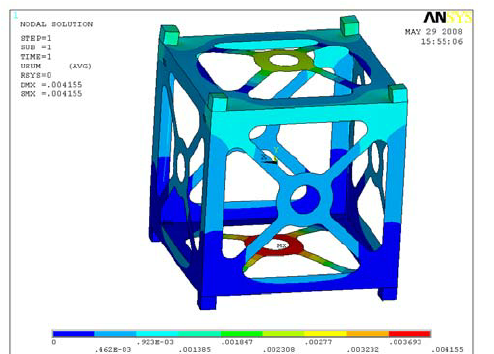 1
NODAL SOLUTION
STEP=1
SUB =1
TIME=1
USUM (AVG)
RSYS=0
DMX =.004155
SMX =.004155
ANSYS
MAY 29 2008
15:55:06
Y
MX
0 .923E-03 .001847 .00277 .003693
.462E-03 .001385 .002308 .003232 .004155